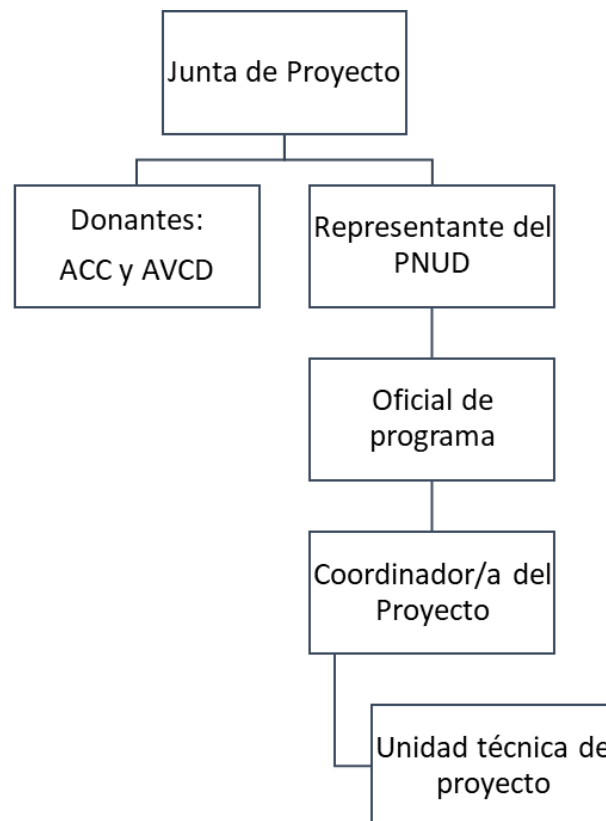 Junta de Proyecto
Donantes:
ACC y AVCD
Representante del
PNUD
Oficial de
programa
Coordinador/a del
Proyecto
Unidad técnica de
proyecto